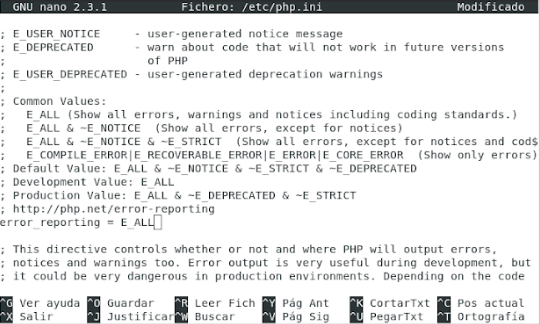 GNU nano 2.3.1 Fichero: /etc/php.ini Modificado
; E_USER_NOTICE - user-generated notice message
; E_DEPRECATED - warn about code that will not work in future versions
; of PHP
; E_USER_DEPRECATED - user-generated deprecation warnings
;
; Common Values:
; E_ALL (Show all errors, warnings and notices including coding standards.)
; E_ALL & ~E_NOTICE (Show all errors, except for notices)
; E_ALL & ~E_NOTICE & ~E_STRICT (Show all errors, except for notices and cod$
; E_COMPILE_ERROR|E_RECOVERABLE_ERROR|E_ERROR|E_CORE_ERROR (Show only errors)
; Default Value: E_ALL & ~E_NOTICE & ~E_STRICT & ~E_DEPRECATED
; Development Value: E_ALL
; Production Value: E_ALL & ~E_DEPRECATED & ~E_STRICT
; http://php.net/error-reporting
error_reporting = E_ALL
; This directive controls whether or not and where PHP will output errors,
; notices and warnings too. Error output is very useful during development, but
; it could be very dangerous in production environments. Depending on the code
^G Ver ayuda ^O Guardar ^R Leer Fich ^Y Pág Ant ^K CortarTxt ^C Pos actual
^X Salir ^J Justificar ^W Buscar ^V Pág Sig ^U PegarTxt ^T Ortografía